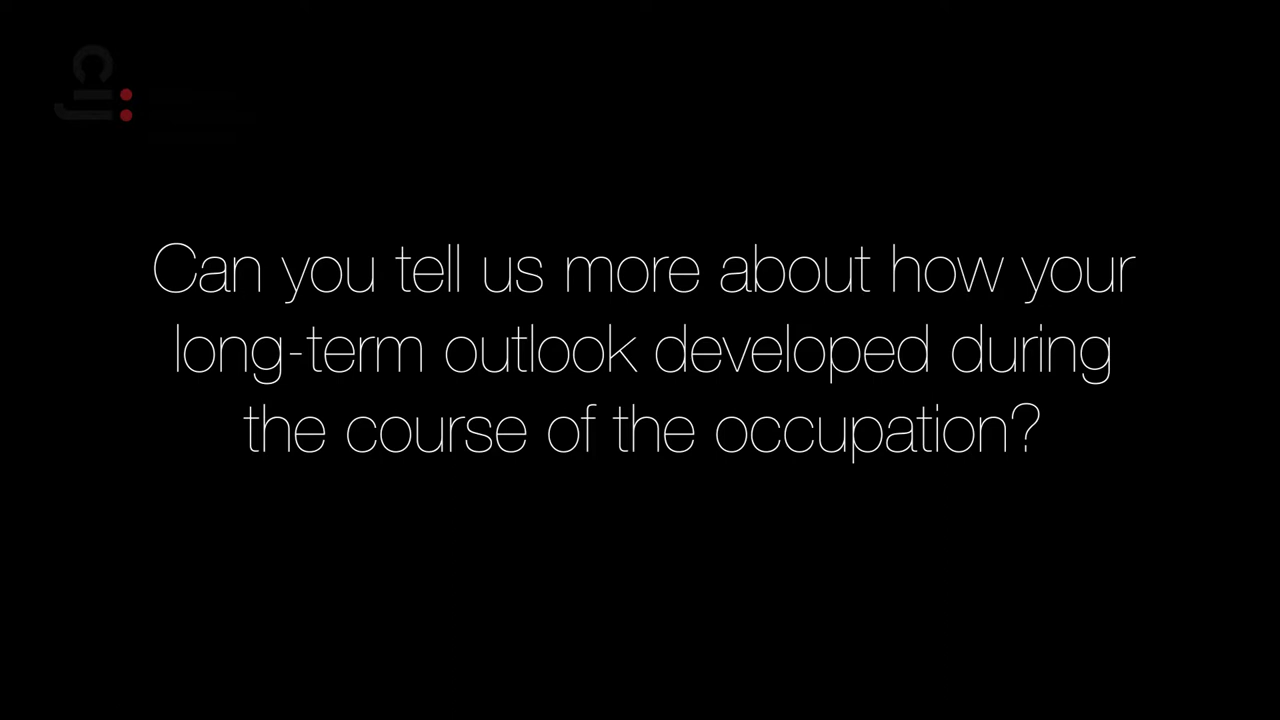 Can you tell us more about how your
long-term outlook developed during
the course of the occupation?